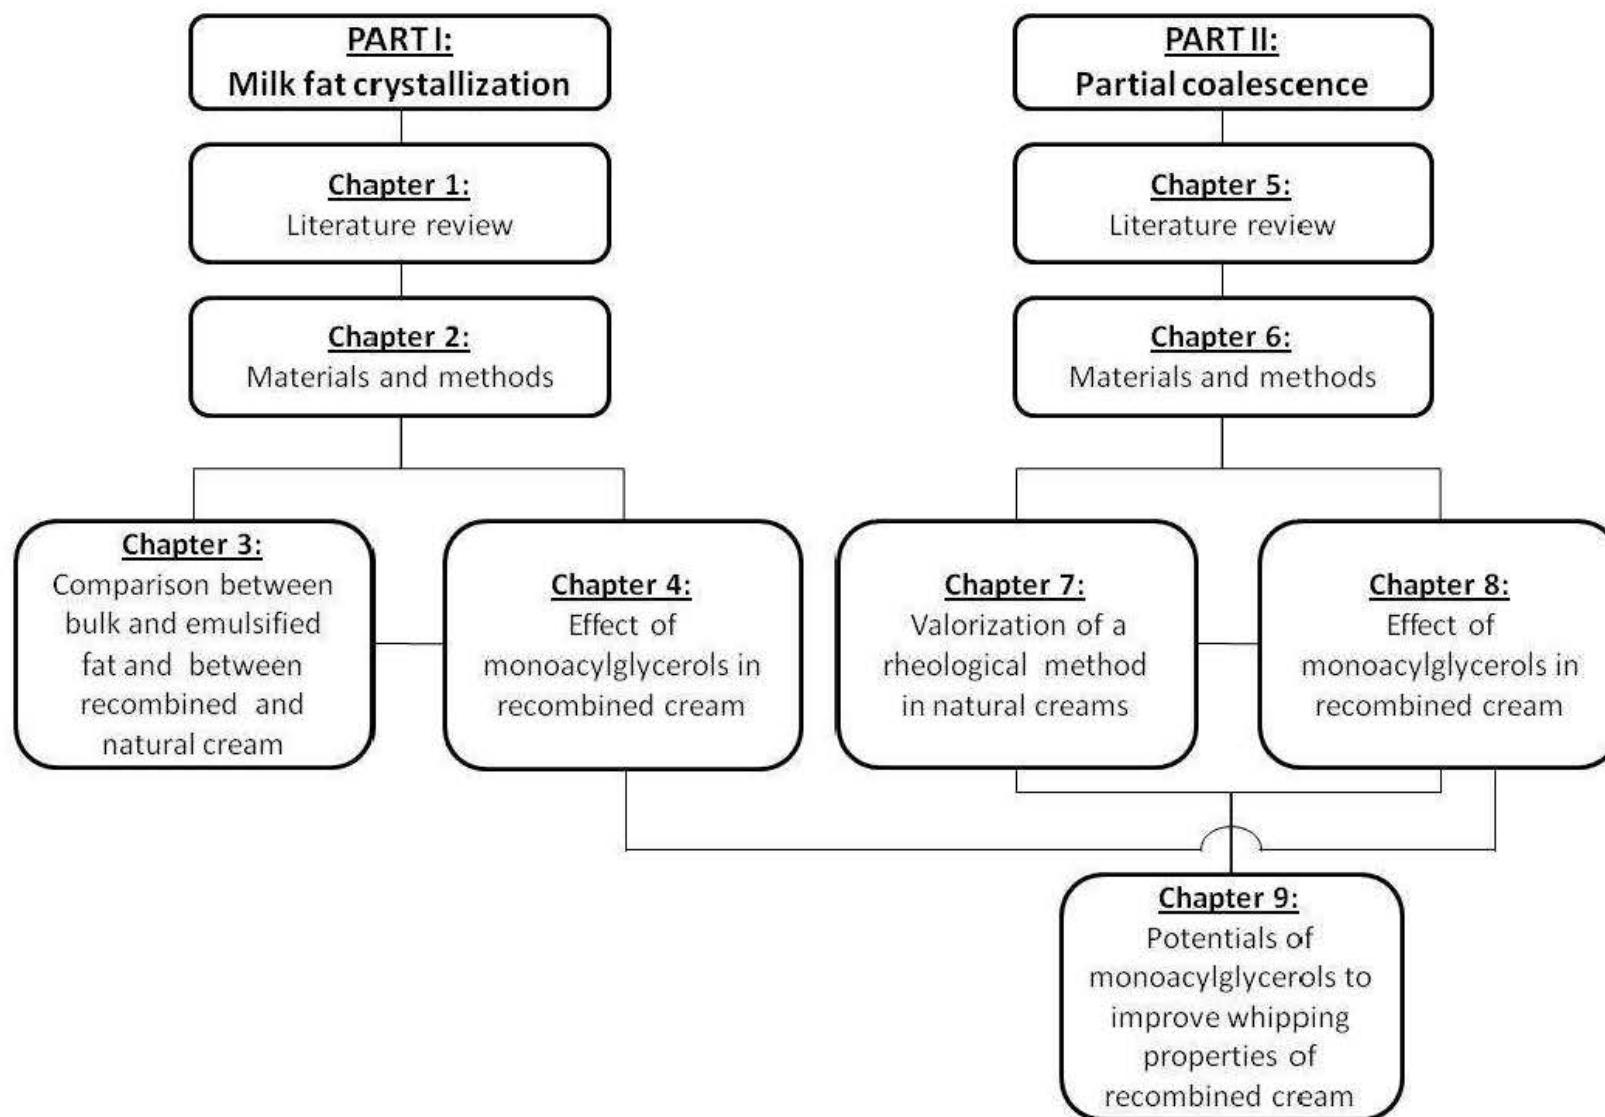 PART I:
Milk fat crystallization
Chapter 1:
Literature review
Chapter 2:
Materials and methods
Chapter 3:
Comparison between
bulk and emulsified
fat and between
recombined and
natural cream
Chapter 4:
Effect of
monoacylglycerols in
recombined cream
PART II:
Partial coalescence
Chapter 5:
Literature review
Chapter 6:
Materials and methods
Chapter 7:
Valorization of a
rheological method
in natural creams
Chapter 8:
Effect of
monoacylglycerols in
recombined cream
Chapter 9:
Potentials of
monoacylglycerols to
improve whipping
properties of
recombined cream